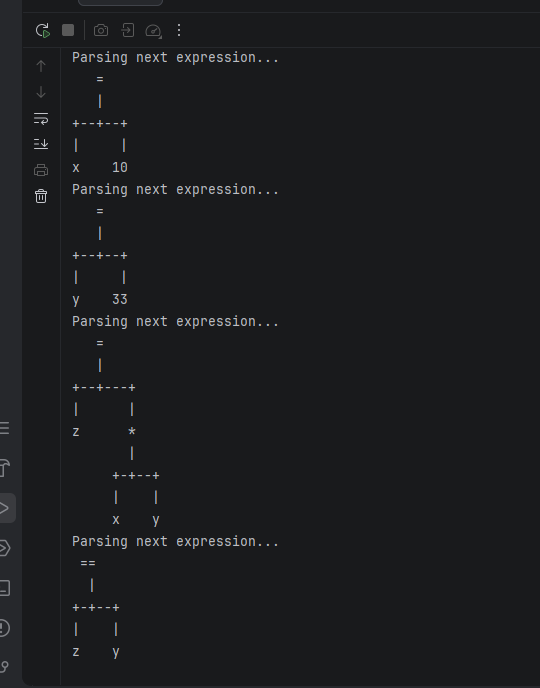 Parsing next expression...
   =
   |
+--+--+
|     |
x    10
Parsing next expression...
   =
   |
+--+--+
|     |
y    33
Parsing next expression...
   =
   |
+--+---+
|      |
z      *
       |
     +-+--+
     |    |
     x    y
Parsing next expression...
 ==
  |
+-+--+
|    |
z    y